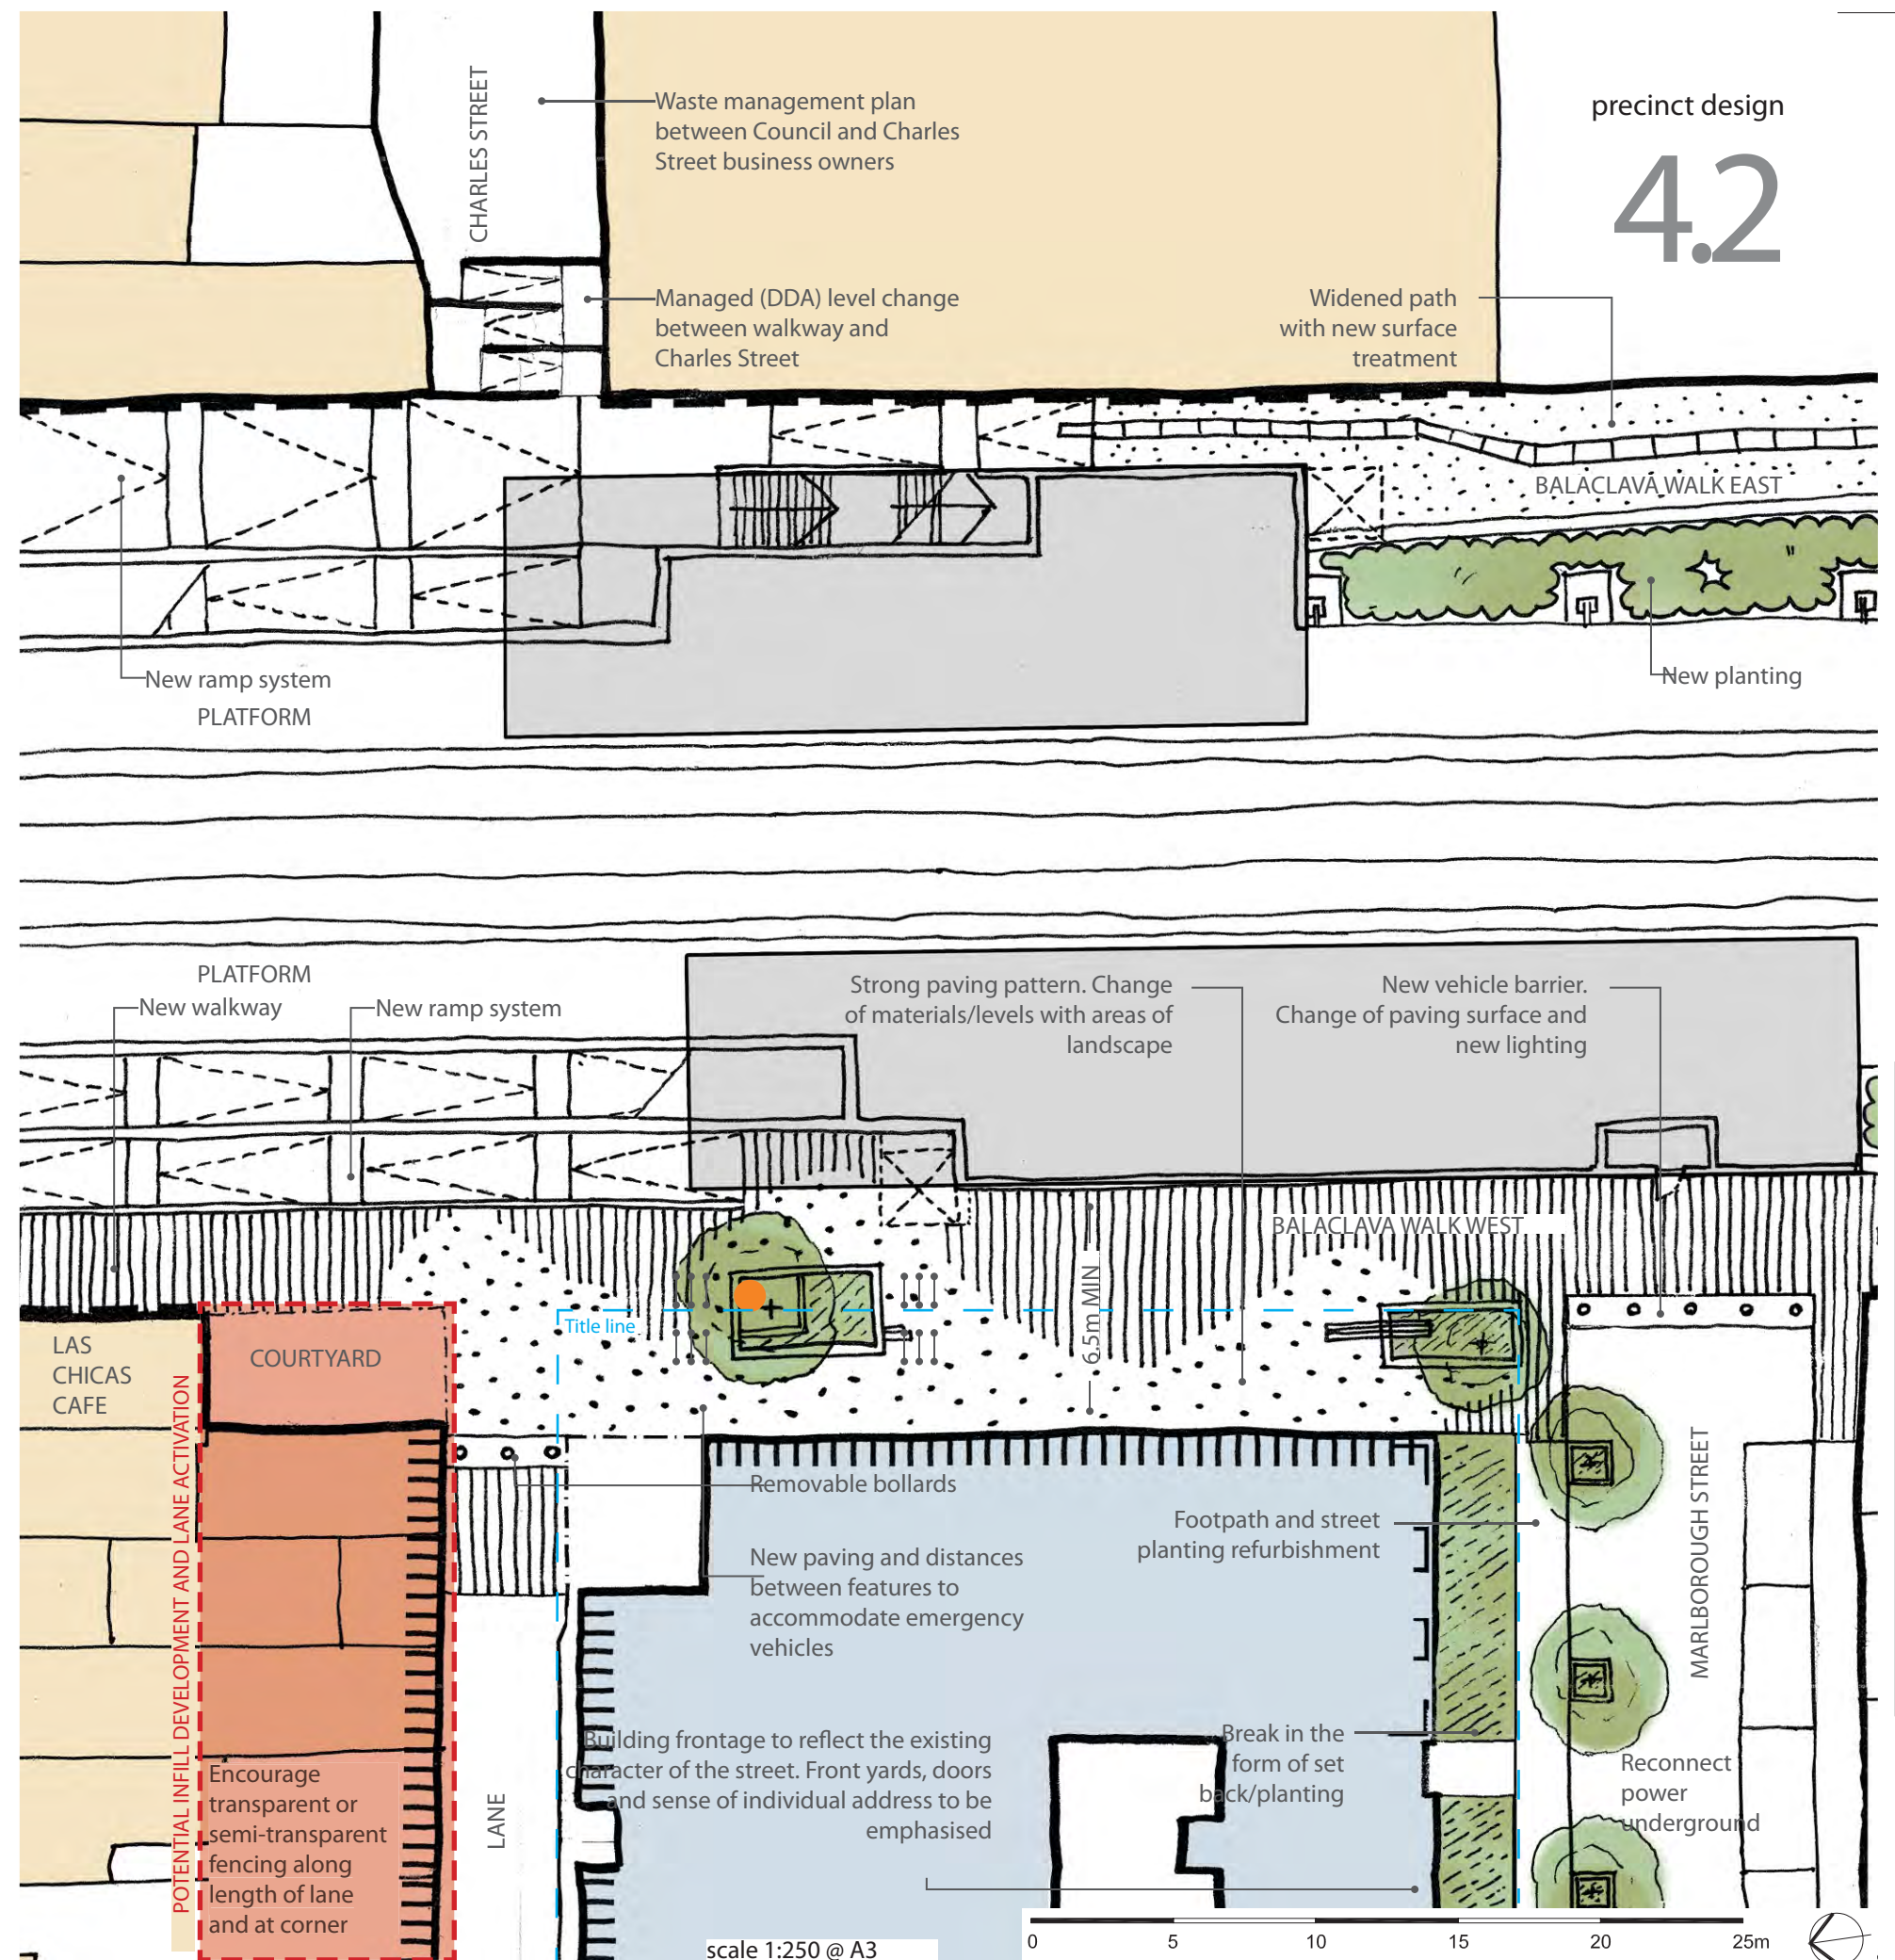 precinct design
4.2
CHARLES STREET
Waste management plan
between Council and Charles
Street business owners
Managed (DDA) level change
between walkway and
Charles Street
Widened path
with new surface
treatment
BALACLAVA WALK EAST
New ramp system
PLATFORM
New planting
PLATFORM
New walkway
New ramp system
Strong paving pattern. Change
of materials/levels with areas of
landscape
New vehicle barrier.
Change of paving surface and
new lighting
BALACLAVA WALK WEST
6.5m MIN
Title line
LAS
CHICAS
CAFE
COURTYARD
POTENTIAL INFILL DEVELOPMENT AND LANE ACTIVATION
Removable bollards
New paving and distances
between features to
accommodate emergency
vehicles
Footpath and street
planting refurbishment
MARLBOROUGH STREET
Building frontage to reflect the existing
character of the street. Front yards, doors
and sense of individual address to be
emphasised
Break in the
form of set
back/planting
Reconnect
power
underground
Encourage
transparent or
semi-transparent
fencing along
length of lane
and at corner
LANE
scale 1:250 @ A3
0 5 10 15 20 25m